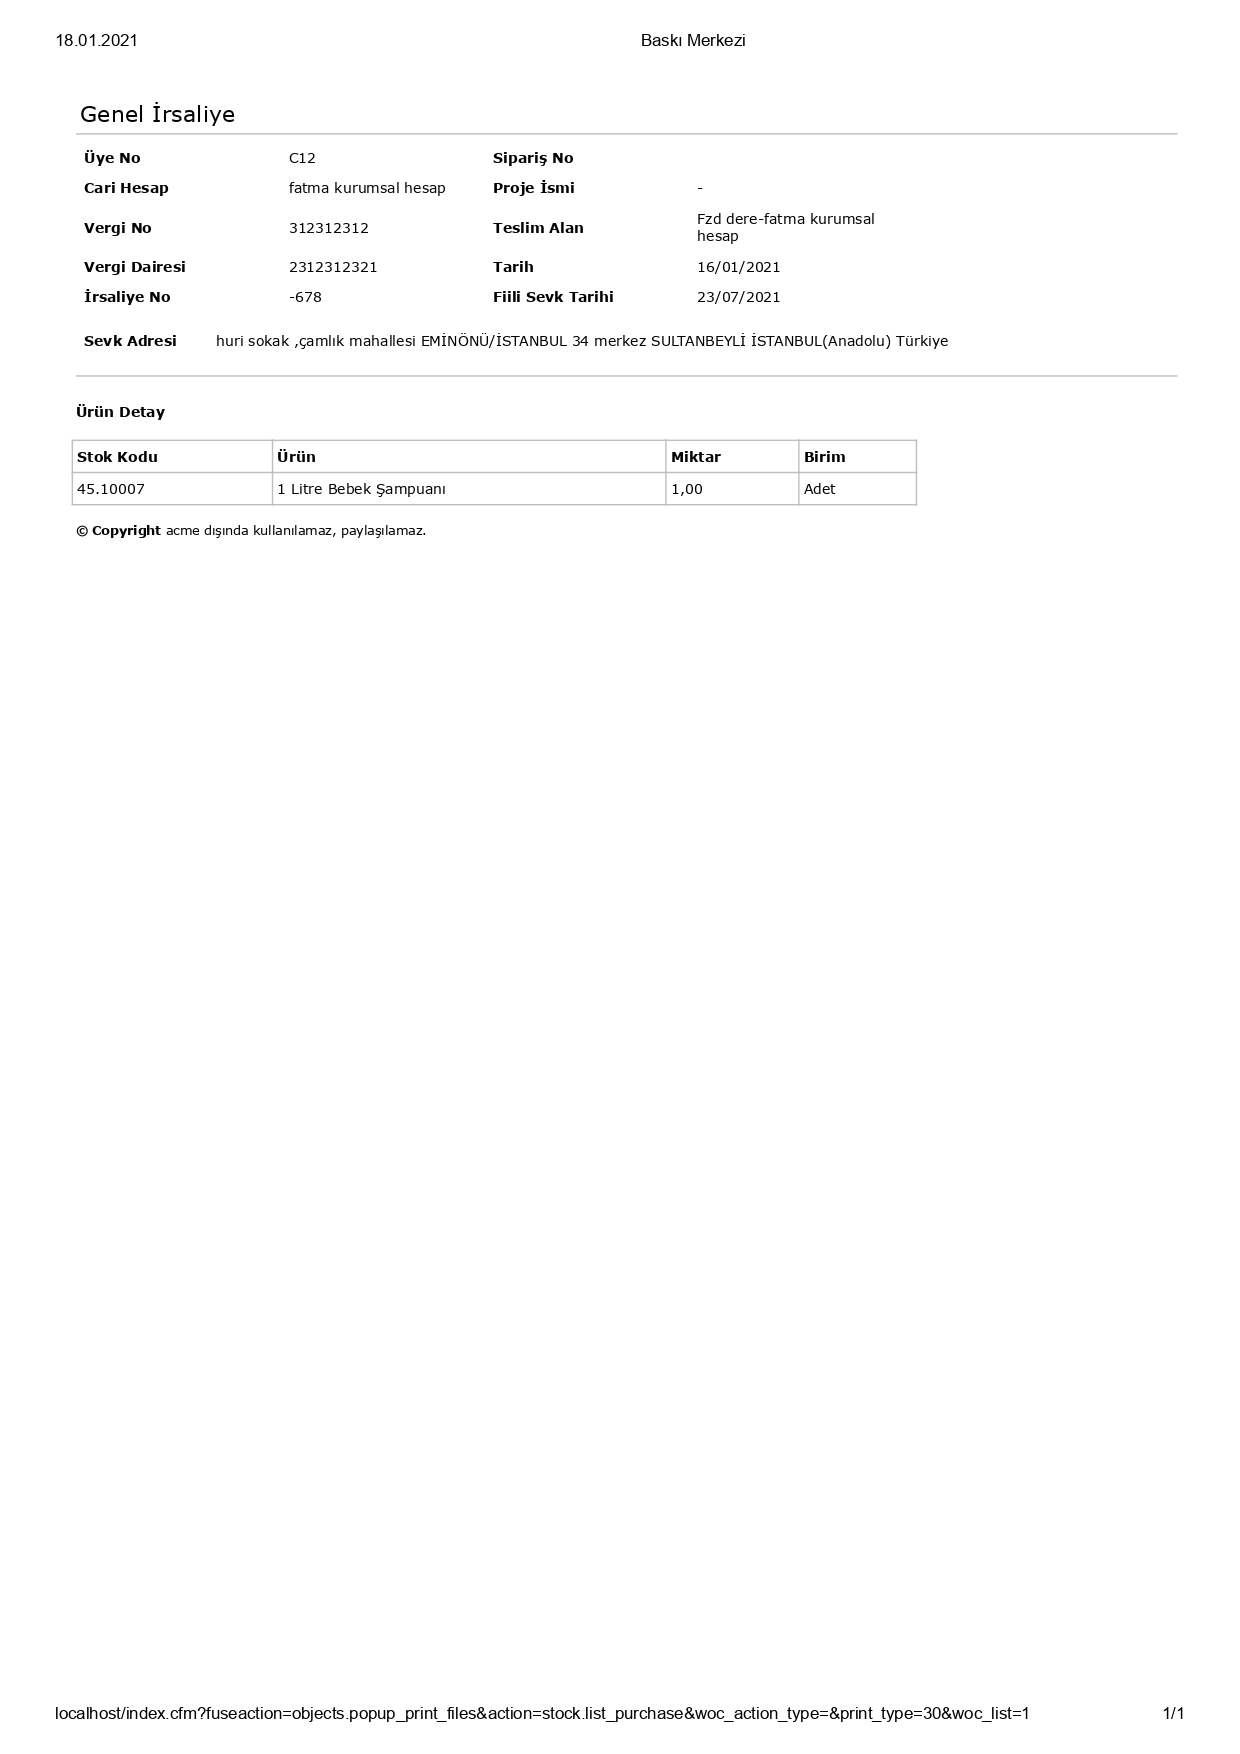 18.01.2021 Baskı Merkezi
Genel İrsaliye
Üye No C12 Sipariş No
Cari Hesap fatma kurumsal hesap Proje İsmi -
Vergi No 312312312 Teslim Alan Fzd dere-fatma kurumsal
hesap
Vergi Dairesi 2312312321 Tarih 16/01/2021
İrsaliye No -678 Fiili Sevk Tarihi 23/07/2021
Sevk Adresi huri sokak ,çamlık mahallesi EMİNÖNÜ/İSTANBUL 34 merkez SULTANBEYLİ İSTANBUL(Anadolu) Türkiye
Ürün Detay
Stok Kodu Ürün Miktar Birim
45.10007 1 Litre Bebek Şampuanı 1,00 Adet
© Copyright acme dışında kullanılamaz, paylaşılamaz.
localhost/index.cfm?fuseaction=objects.popup_print_files&action=stock.list_purchase&woc_action_type=&print_type=30&woc_list=1 1/1